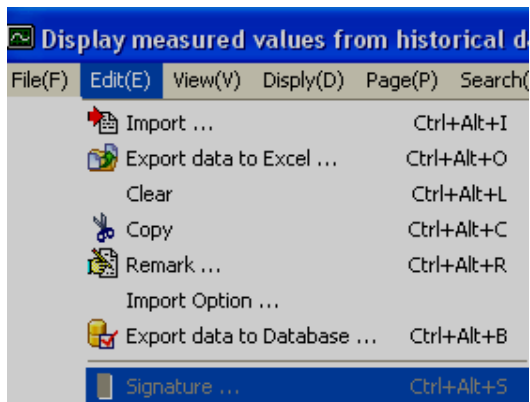 Display measured values from historical d
File(F) Edit(E) View(V) Disply(D) Page(P) Search(
Import ... Ctrl+Alt+I
Export data to Excel ... Ctrl+Alt+O
Clear Ctrl+Alt+L
Copy Ctrl+Alt+C
Remark ... Ctrl+Alt+R
Import Option ...
Export data to Database ... Ctrl+Alt+B
Signature ... Ctrl+Alt+S